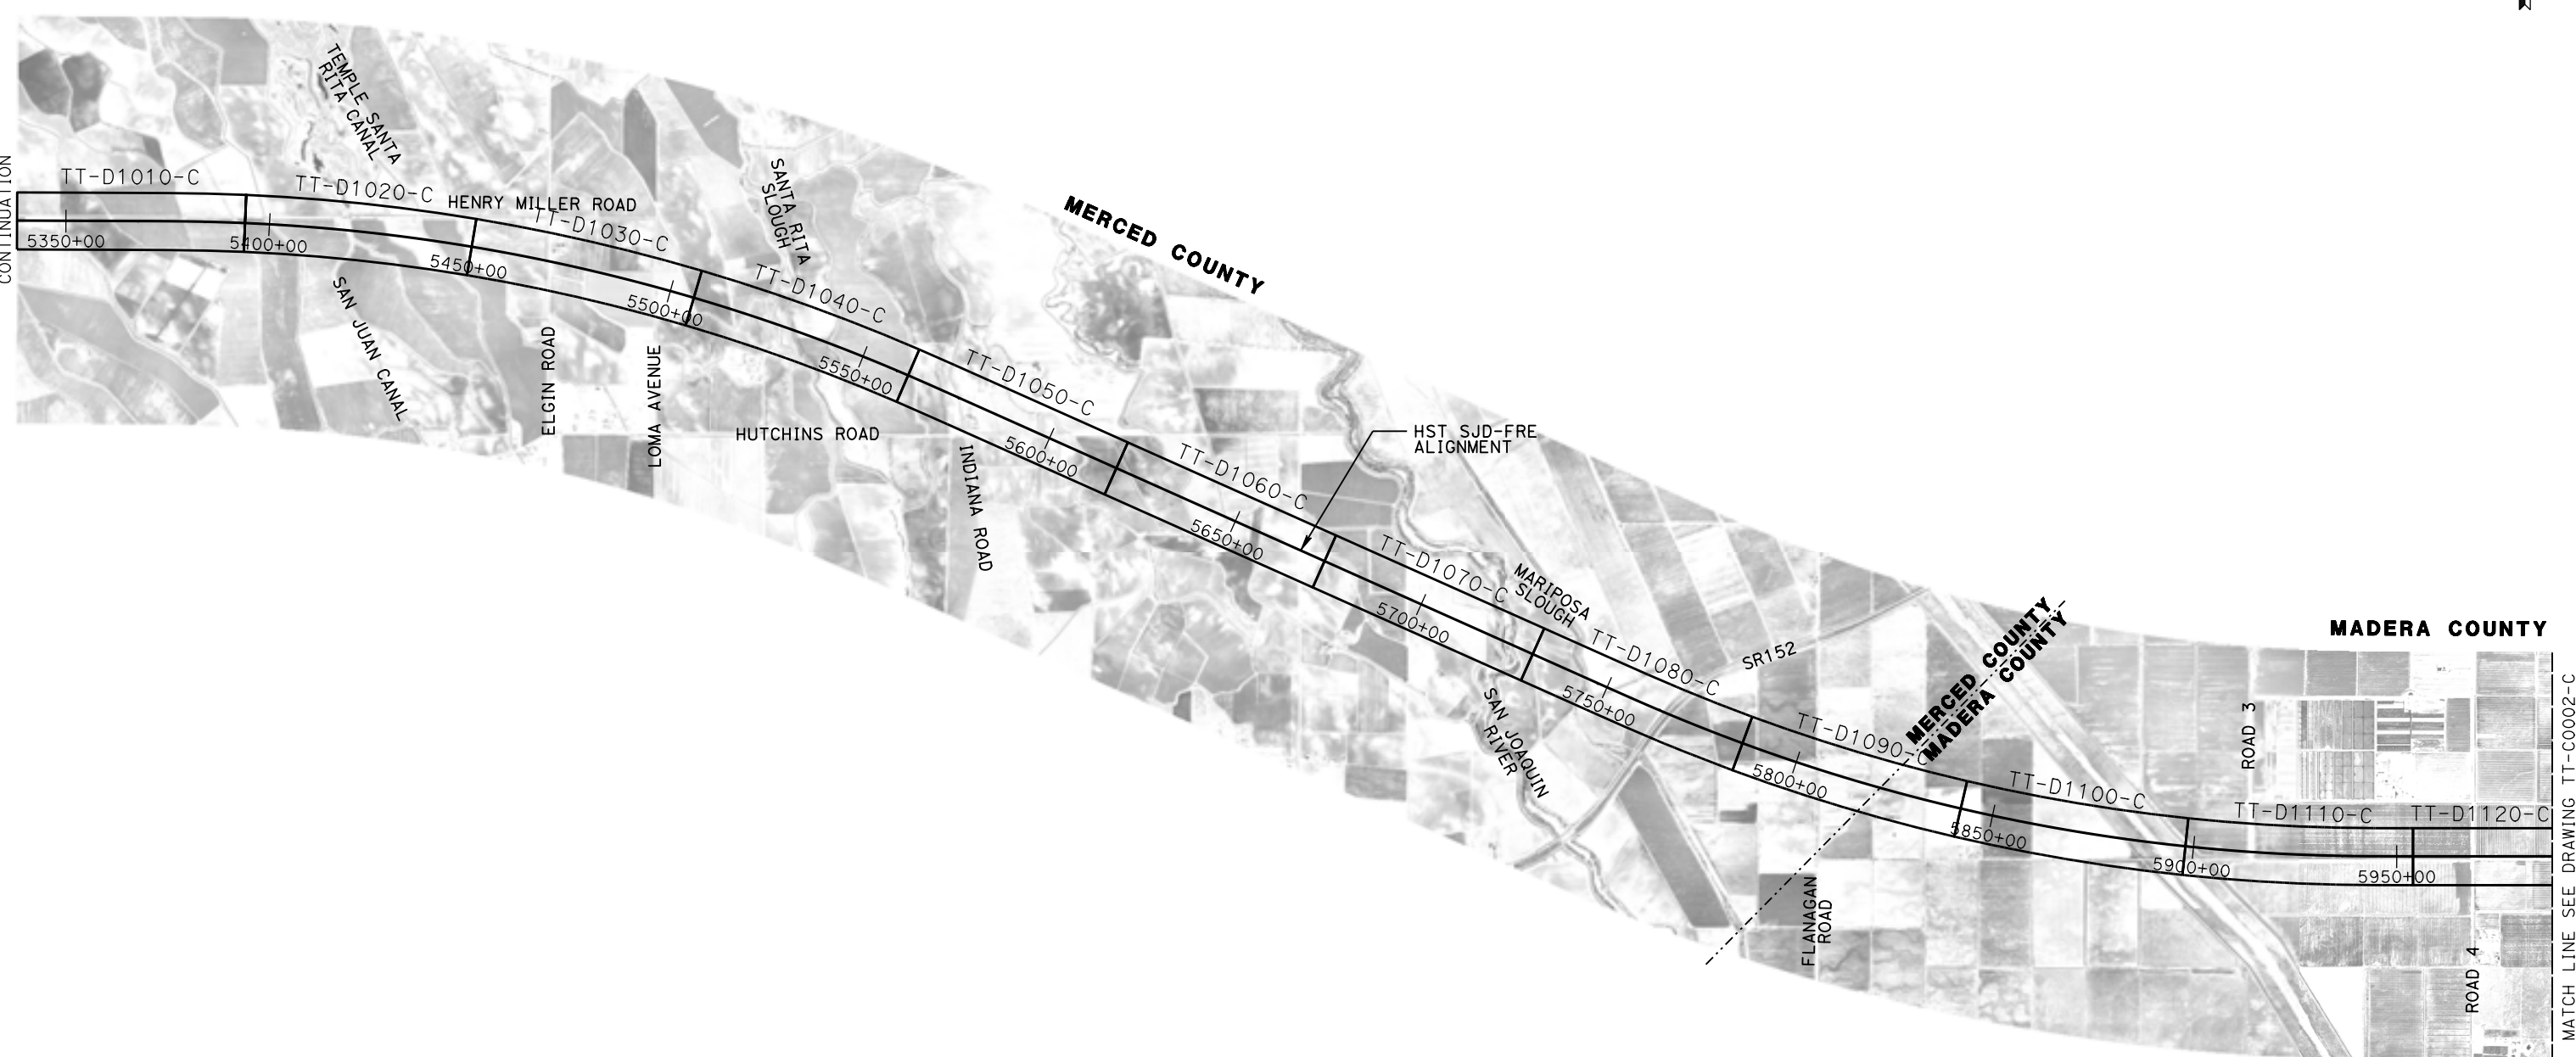 CONTINUATION
TT-D1010-C
5350+00
TEMPLE SANTA
RITA CANAL
TT-D1020-C
5400+00
HENRY MILLER ROAD
TT-D1030-C
5450+00
SAN JUAN CANAL
ELGIN ROAD
LOMA AVENUE
5500+00
SANTA RITA
SLOUGH
TT-D1040-C
5550+00
HUTCHINS ROAD
INDIANA ROAD
MERCED COUNTY
TT-D1050-C
5600+00
TT-D1060-C
5650+00
HST SJD-FRE
ALIGNMENT
TT-D1070-C
5700+00
MARIPOSA
SLOUGH
SAN JOAQUIN
RIVER
TT-D1080-C
5750+00
SR152
TT-D1090-C
5800+00
MERCED COUNTY
MADERA COUNTY
FLANAGAN
ROAD
TT-D1100-C
5850+00
5900+00
MADERA COUNTY
ROAD 3
TT-D1110-C
5950+00
TT-D1120-C
ROAD 4
MATCH LINE SEE DRAWING TT-C0002-C